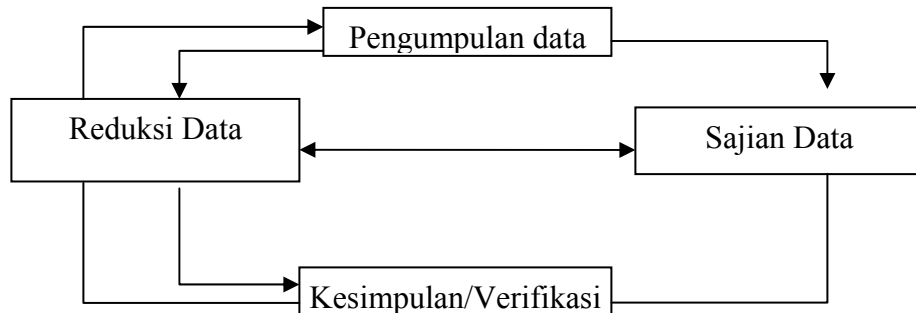 Pengumpulan data
Reduksi Data
Sajian Data
Kesimpulan/Verifikasi